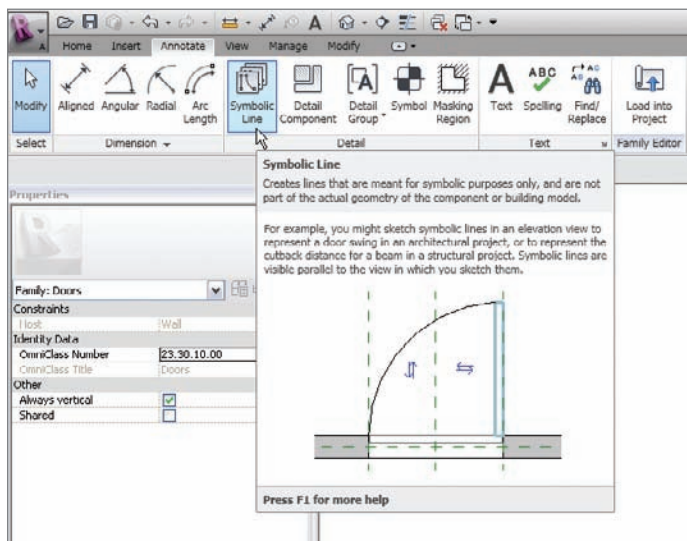 Home Insert Annotate View Manage Modify
Modify Aligned Angular Radial Arc Length Symbolic Line Detail Component Detail Group Symbol Masking Region Text Spelling Find/ Replace Load into Project
Select Dimension Detail Text Family Editor
Symbolic Line
Creates lines that are meant for symbolic purposes only, and are not
part of the actual geometry of the component or building model.
For example, you might sketch symbolic lines in an elevation view to
represent a door swing in an architectural project, or to represent the
cutback distance for a beam in a structural project. Symbolic lines are
visible parallel to the view in which you sketch them.
Press F1 for more help
Properties
Family: Doors
Constraints
Host Wall
Identity Data
OmniClass Number 23.30.10.00
OmniClass Title Doors
Other
Always vertical
Shared